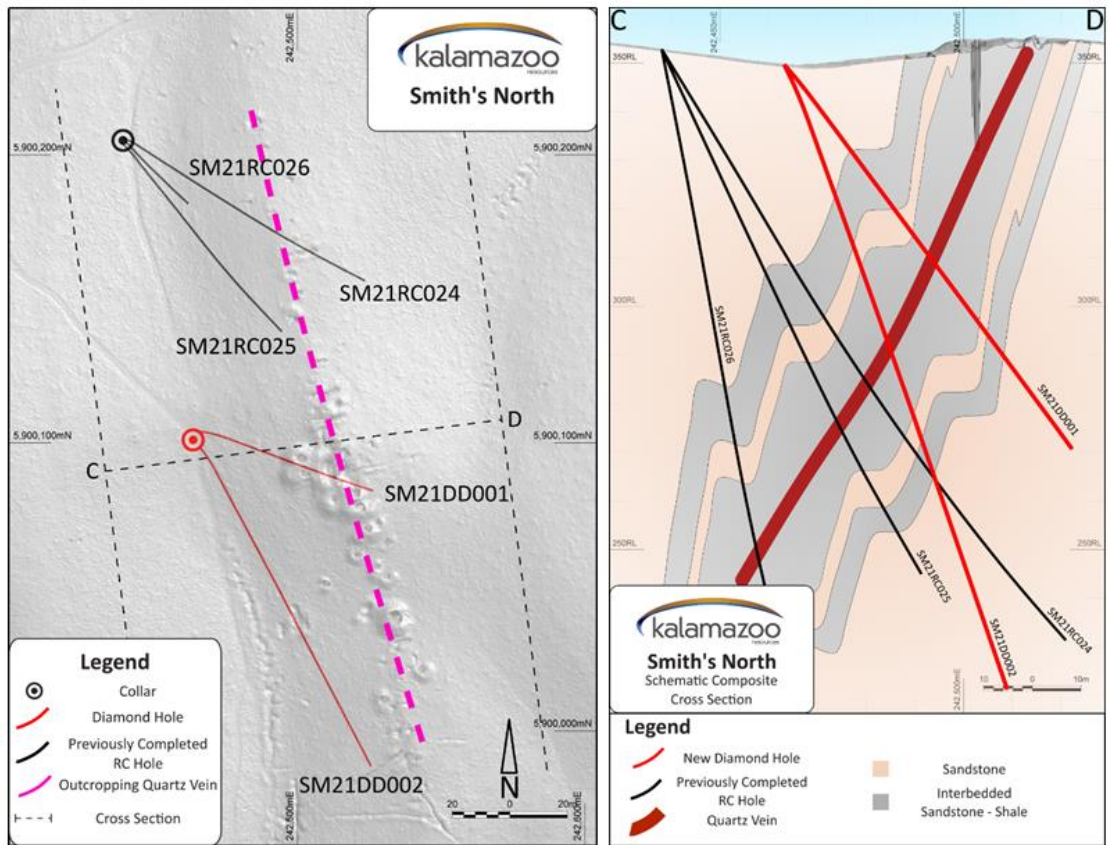 242,500mE
kalamazoo
resources
Smith's North
5,900,200mN
5,900,200mN
SM21RC026
SM21RC024
SM21RC025
5,900,100mN
5,900,100mN
C
D
SM21DD001
SM21DD002
5,900,000mN
Legend
Collar
Diamond Hole
Previously Completed
RC Hole
Outcropping Quartz Vein
Cross Section
N
20
0
20m
242,500mE
242,600mE
C
D
242,450mE
242,500mE
350RL
350RL
300RL
300RL
250RL
250RL
SM21RC026
SM21DD001
SM21RC025
SM21RC024
SM21DD002
242,500mE
10
0
10m
kalamazoo
resources
Smith's North
Schematic Composite
Cross Section
Legend
New Diamond Hole
Previously Completed
RC Hole
Quartz Vein
Sandstone
Interbedded
Sandstone - Shale